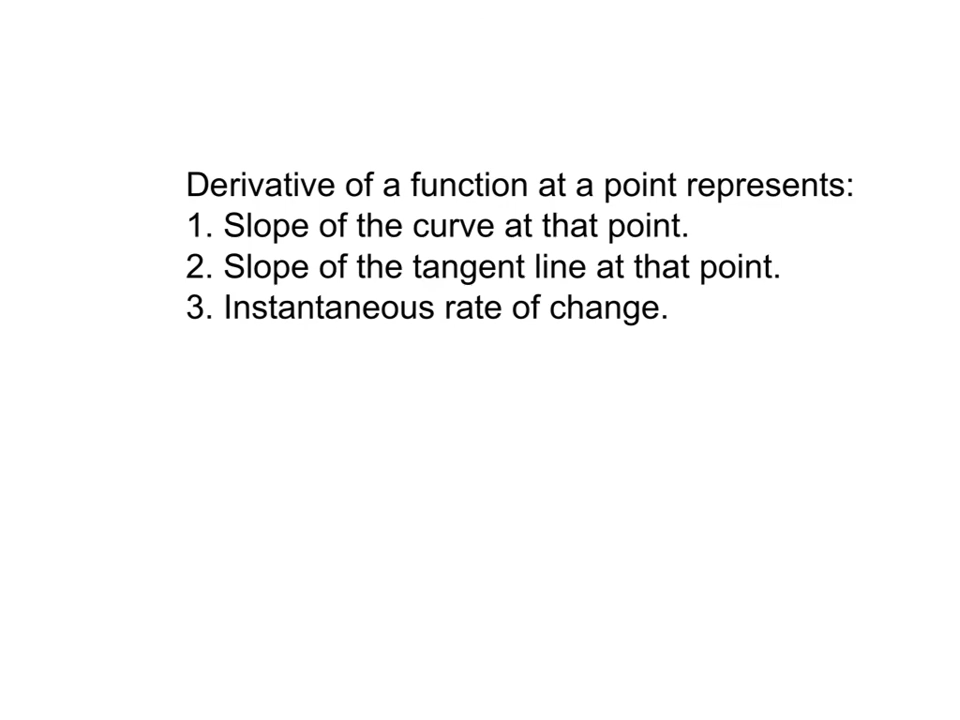 Derivative of a function at a point represents:
1. Slope of the curve at that point.
2. Slope of the tangent line at that point.
3. Instantaneous rate of change.